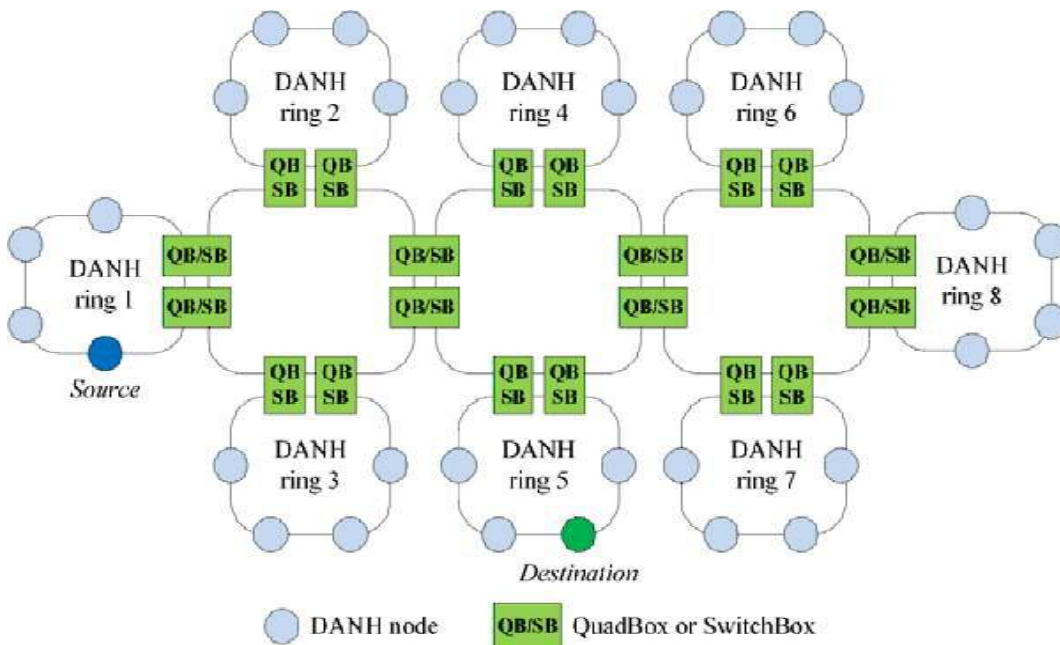 DANH
ring 2
DANH
ring 4
DANH
ring 6
QB
SB
QB
SB
QB
SB
QB
SB
QB
SB
QB
SB
DANH
ring 1
QB/SB
QB/SB
QB/SB
QB/SB
DANH
ring 8
QB/SB
QB/SB
QB/SB
QB/SB
Source
QB
SB
QB
SB
QB
SB
QB
SB
QB
SB
QB
SB
DANH
ring 3
DANH
ring 5
DANH
ring 7
Destination
DANH node
QB/SB
QuadBox or SwitchBox